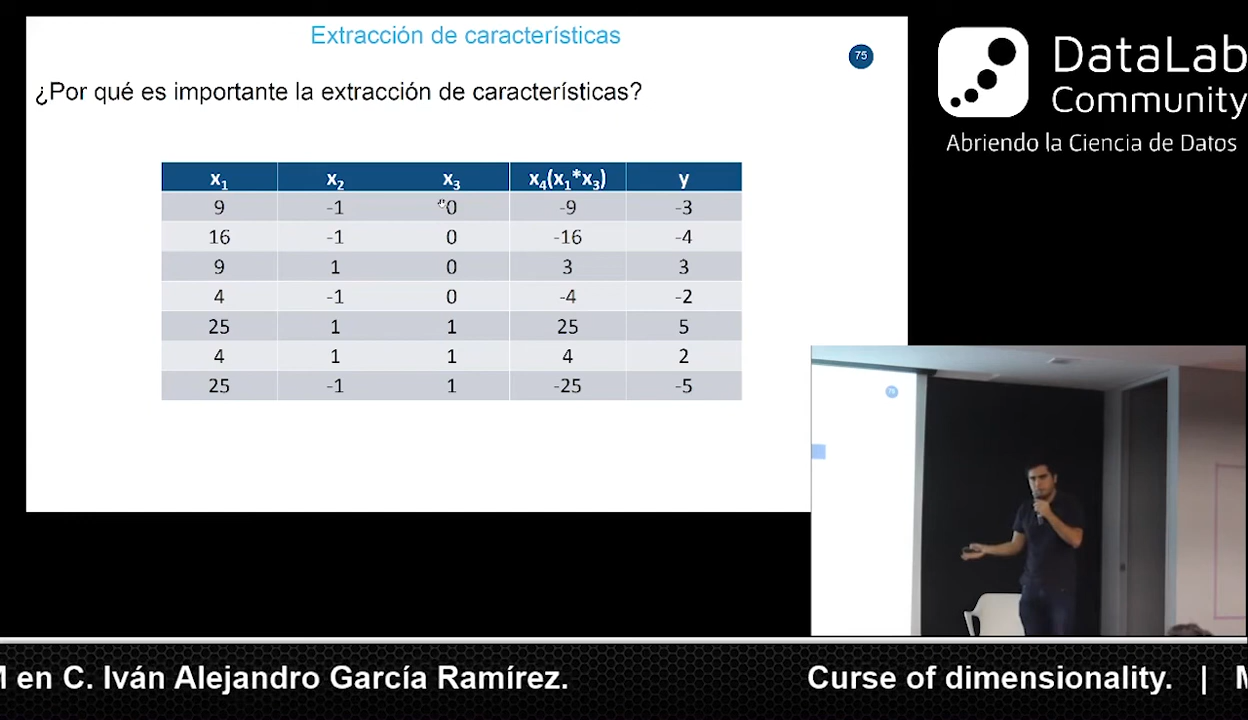 Extracción de características
75
¿Por qué es importante la extracción de características?
x1 x2 x3 x4(x1*x3) y
9 -1 0 -9 -3
16 -1 0 -16 -4
9 1 0 3 3
4 -1 0 -4 -2
25 1 1 25 5
4 1 1 4 2
25 -1 1 -25 -5
DataLab
Community
Abriendo la Ciencia de Datos
M en C. Iván Alejandro García Ramírez.
Curse of dimensionality. | M